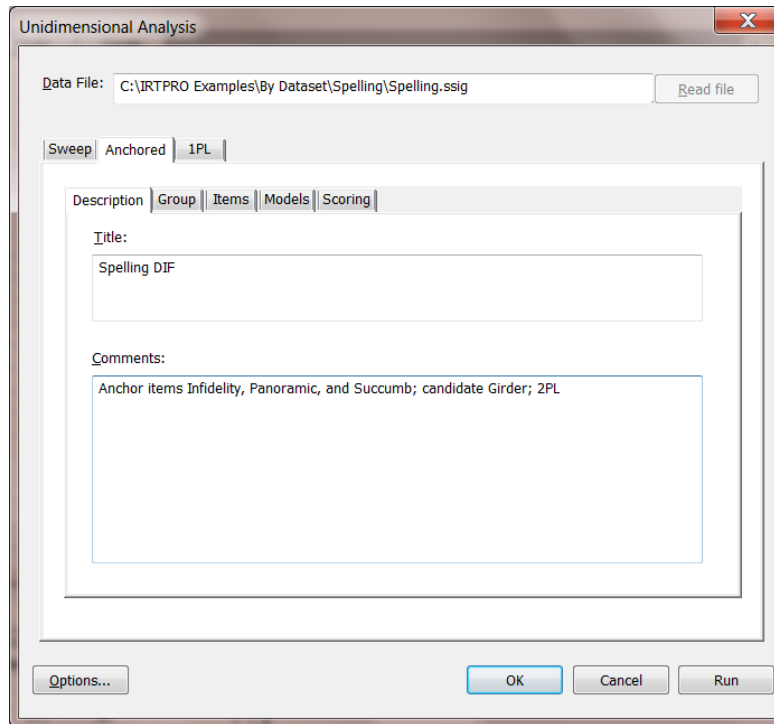 Unidimensional Analysis
X
Data File: C:\IRTPRO Examples\By Dataset\Spelling\Spelling.ssig Read file
Sweep Anchored 1PL
Description Group Items Models Scoring
Title:
Spelling DIF
Comments:
Anchor items Infidelity, Panoramic, and Succumb; candidate Girder; 2PL
Options... OK Cancel Run